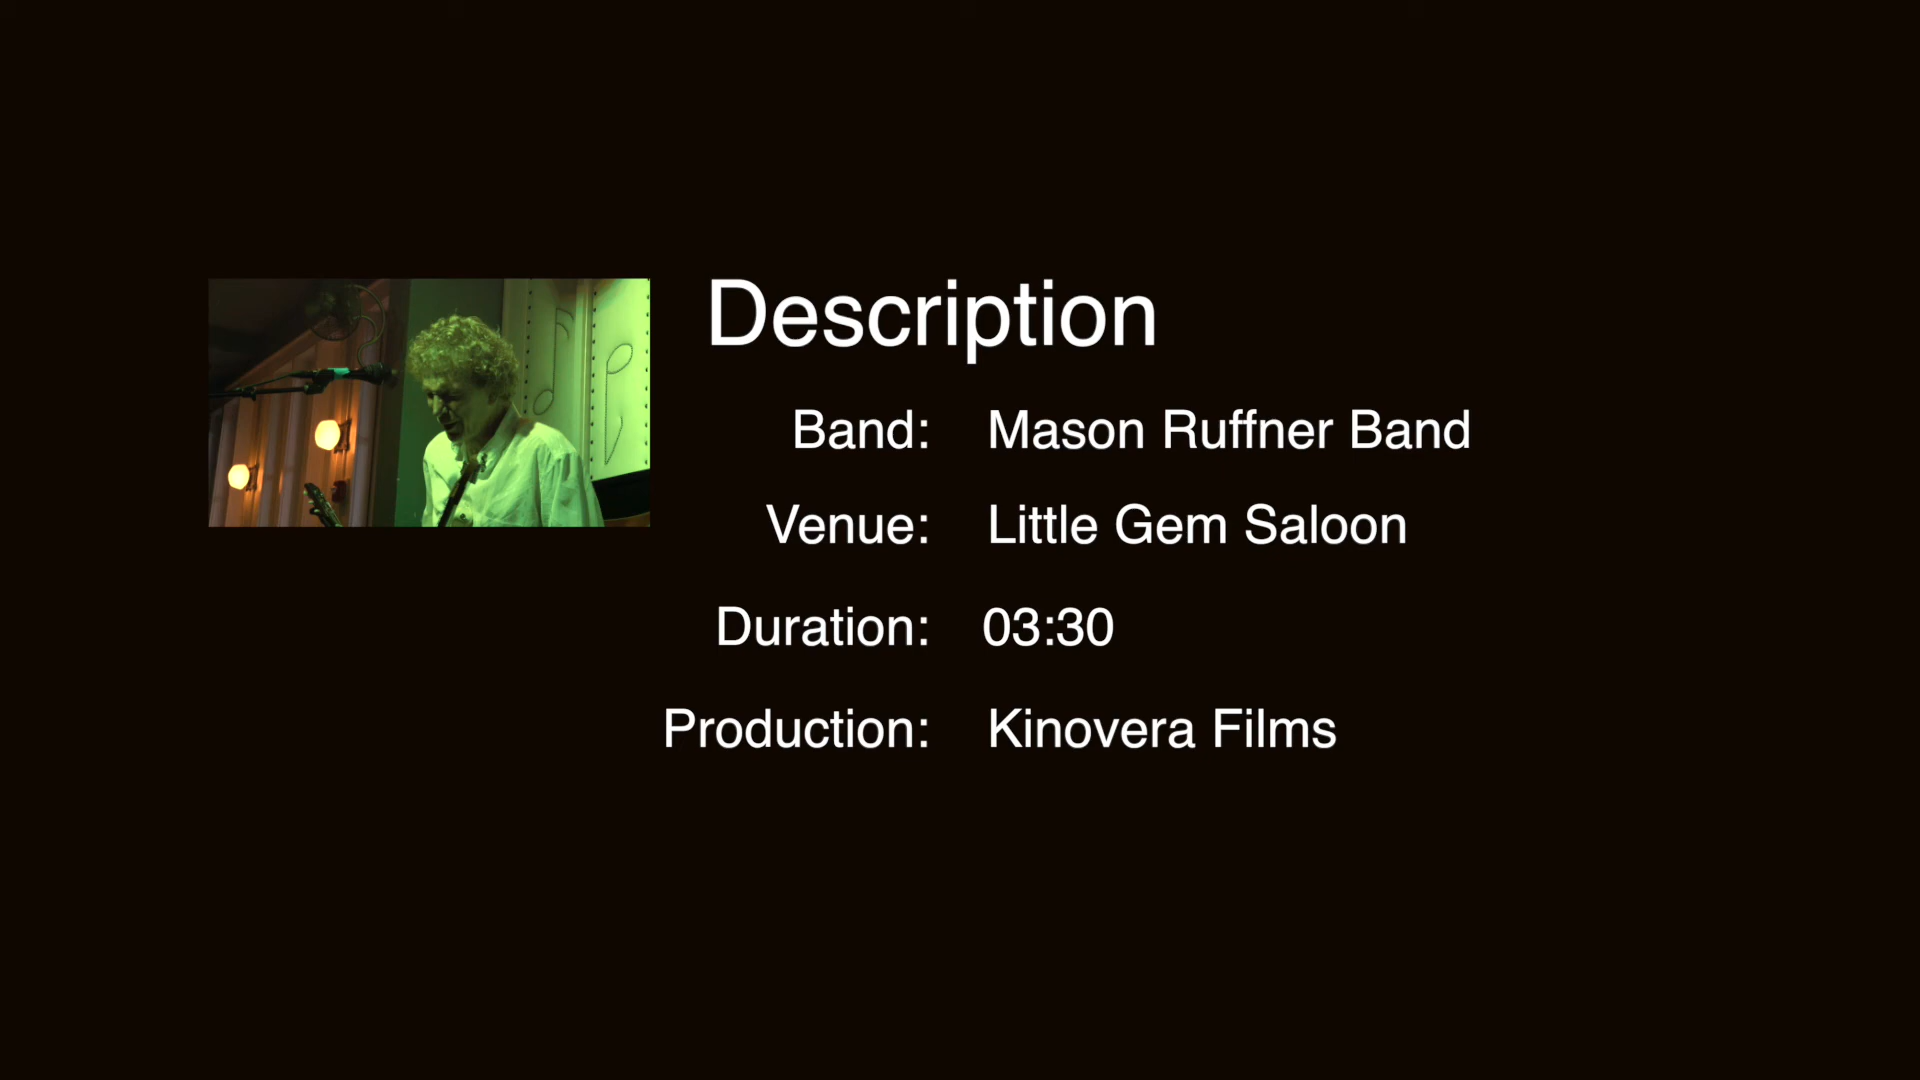 Description
Band: Mason Ruffner Band
Venue: Little Gem Saloon
Duration: 03:30
Production: Kinovera Films